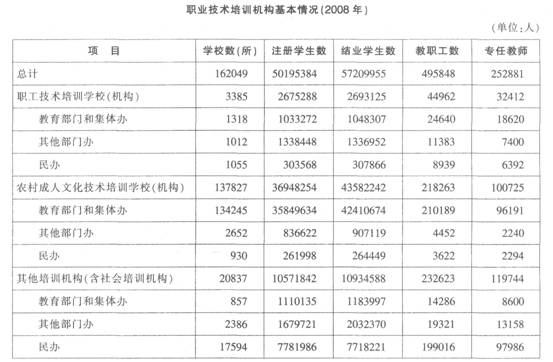 职业技术培训机构基本情况(2008年)
(单位:人)
项 目 学校数(所) 注册学生数 结业学生数 教职工数 专任教师
总计 162049 50195384 57209955 495848 252881
职工技术培训学校(机构) 3385 2675288 2693125 44962 32412
教育部门和集体办 1318 1033272 1048307 24640 18620
其他部门办 1012 1338448 1336952 11383 7400
民办 1055 303568 307866 8939 6392
农村成人文化技术培训学校(机构) 137827 36948254 43582242 218263 100725
教育部门和集体办 134245 35849634 42410674 210189 96191
其他部门办 2652 836622 907119 4452 2240
民办 930 261998 264449 3622 2294
其他培训机构(含社会培训机构) 20837 10571842 10934588 232623 119744
教育部门和集体办 857 1110135 1183997 14286 8600
其他部门办 2386 1679721 2032370 19321 13158
民办 17594 7781986 7718221 199016 97986